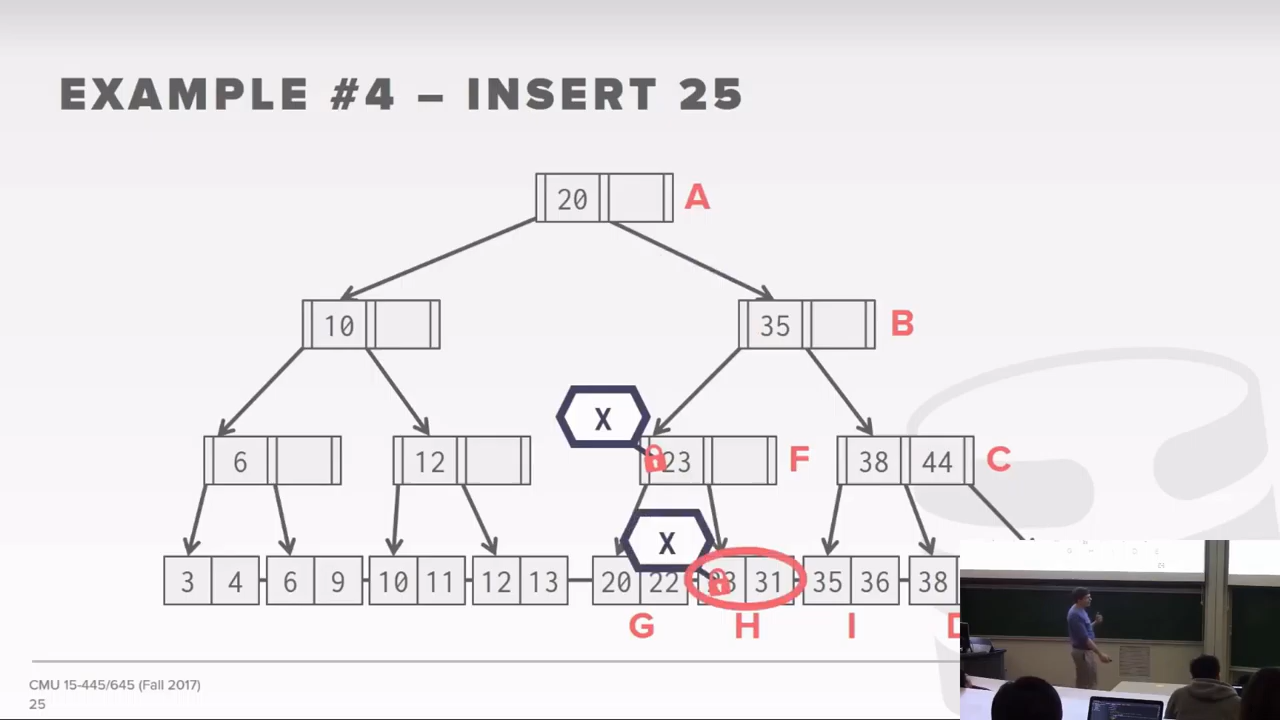 EXAMPLE #4 – INSERT 25
20 A
10 35 B
X
6 12 23 F 38 44 C
X
3 4 6 9 10 11 12 13 20 22 31 35 36 38
G H I
CMU 15-445/645 (Fall 2017)
25